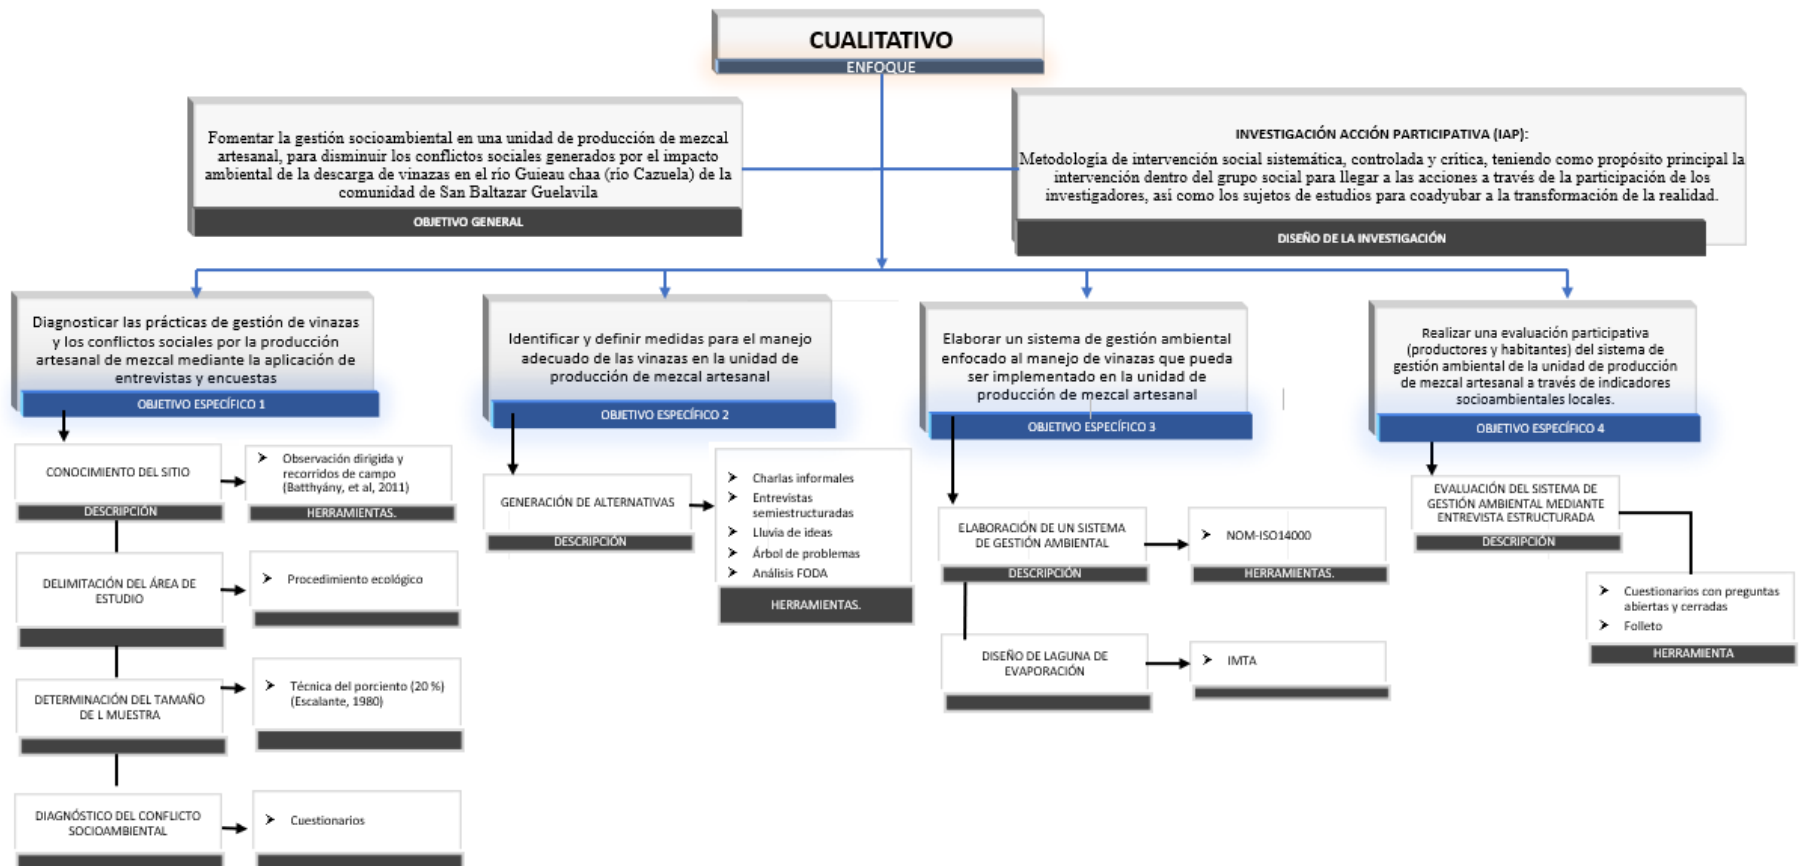 CUALITATIVO
ENFOQUE
Fomentar la gestión socioambiental en una unidad de producción de mezcal
artesanal, para disminuir los conflictos sociales generados por el impacto
ambiental de la descarga de vinazas en el río Guieau chaa (río Cazuela) de la
comunidad de San Baltazar Guelavila
OBJETIVO GENERAL
INVESTIGACIÓN ACCIÓN PARTICIPATIVA (IAP):
Metodología de intervención social sistemática, controlada y crítica, teniendo como propósito principal la
intervención dentro del grupo social para llegar a las acciones a través de la participación de los
investigadores, así como los sujetos de estudios para coadyubar a la transformación de la realidad.
DISEÑO DE LA INVESTIGACIÓN
Diagnosticar las prácticas de gestión de vinazas
y los conflictos sociales por la producción
artesanal de mezcal mediante la aplicación de
entrevistas y encuestas
OBJETIVO ESPECÍFICO 1
CONOCIMIENTO DEL SITIO
DESCRIPCIÓN
Observación dirigida y
recorridos de campo
(Batthyány, et al, 2011)
HERRAMIENTAS.
DELIMITACIÓN DEL ÁREA DE
ESTUDIO
Procedimiento ecológico
DETERMINACIÓN DEL TAMAÑO
DE L MUESTRA
Técnica del porciento (20 %)
(Escalante, 1980)
DIAGNÓSTICO DEL CONFLICTO
SOCIOAMBIENTAL
Cuestionarios
Identificar y definir medidas para el manejo
adecuado de las vinazas en la unidad de
producción de mezcal artesanal
OBJETIVO ESPECÍFICO 2
GENERACIÓN DE ALTERNATIVAS
DESCRIPCIÓN
Charlas informales
Entrevistas
semiestructuradas
Lluvia de ideas
Árbol de problemas
Análisis FODA
HERRAMIENTAS.
Elaborar un sistema de gestión ambiental
enfocado al manejo de vinazas que pueda
ser implementado en la unidad de
producción de mezcal artesanal
OBJETIVO ESPECÍFICO 3
ELABORACIÓN DE UN SISTEMA
DE GESTIÓN AMBIENTAL
DESCRIPCIÓN
NOM-ISO14000
HERRAMIENTAS.
DISEÑO DE LAGUNA DE
EVAPORACIÓN
IMTA
Realizar una evaluación participativa
(productores y habitantes) del sistema de
gestión ambiental de la unidad de producción
de mezcal artesanal a través de indicadores
socioambientales locales.
OBJETIVO ESPECÍFICO 4
EVALUACIÓN DEL SISTEMA DE
GESTIÓN AMBIENTAL MEDIANTE
ENTREVISTA ESTRUCTURADA
DESCRIPCIÓN
Cuestionarios con preguntas
abiertas y cerradas
Folleto
HERRAMIENTA